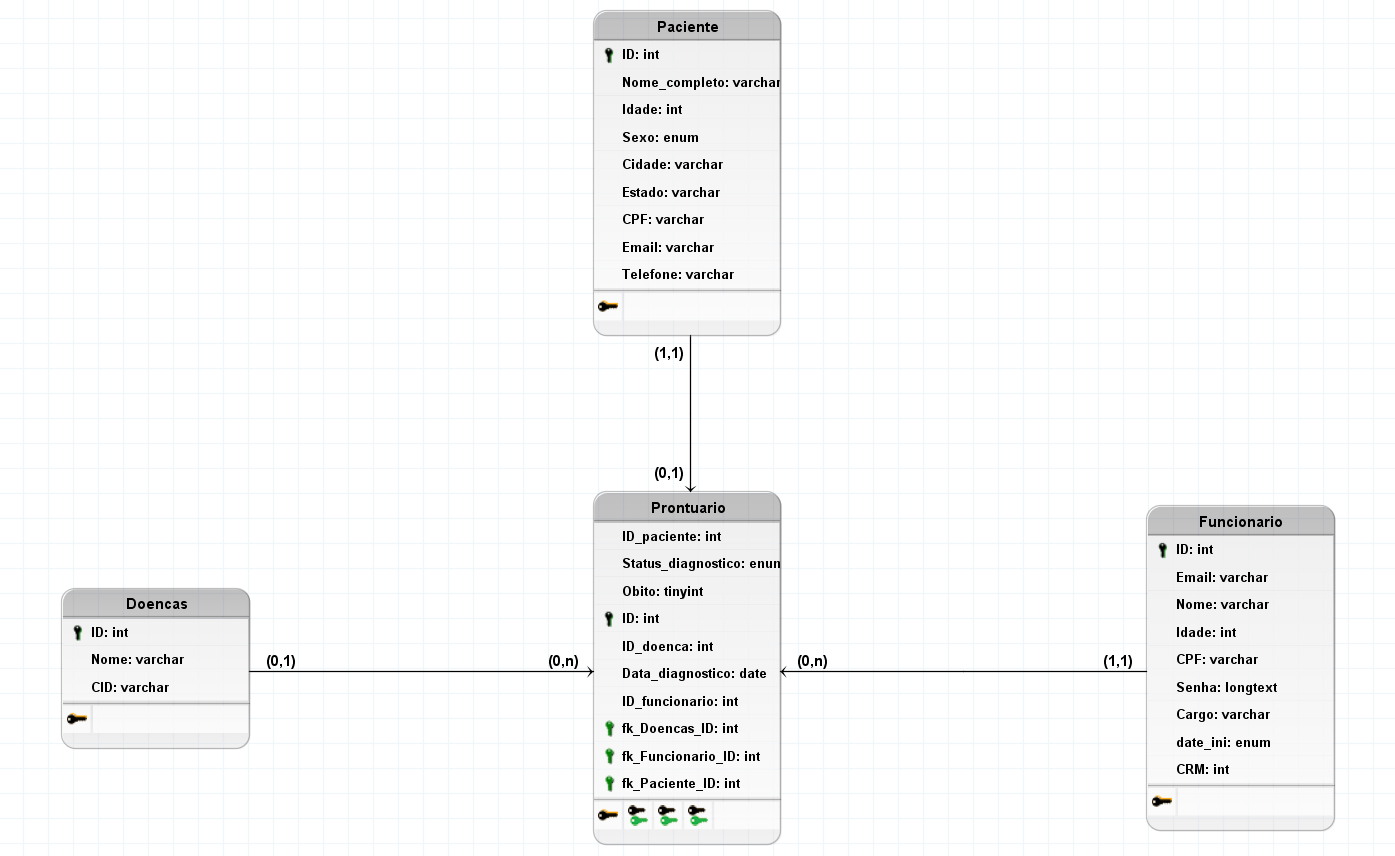 Paciente
ID: int
Nome_completo: varchar
Idade: int
Sexo: enum
Cidade: varchar
Estado: varchar
CPF: varchar
Email: varchar
Telefone: varchar
(1,1)
(0,1)
Prontuario
ID_paciente: int
Status_diagnostico: enum
Obito: tinyint
ID: int
ID_doenca: int
Data_diagnostico: date
ID_funcionario: int
fk_Doencas_ID: int
fk_Funcionario_ID: int
fk_Paciente_ID: int
Doencas
ID: int
Nome: varchar
CID: varchar
(0,1)
(0,n)
(0,n)
(1,1)
Funcionario
ID: int
Email: varchar
Nome: varchar
Idade: int
CPF: varchar
Senha: longtext
Cargo: varchar
date_ini: enum
CRM: int